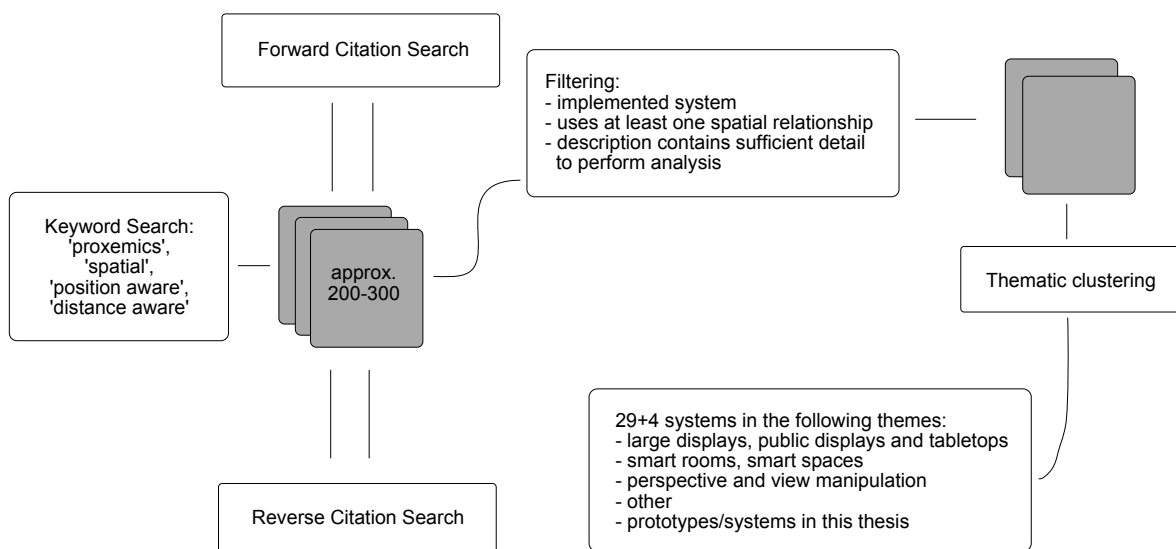 Forward Citation Search
Keyword Search:
'proxemics',
'spatial',
'position aware',
'distance aware'
approx.
200-300
Reverse Citation Search
Filtering:
- implemented system
- uses at least one spatial relationship
- description contains sufficient detail
to perform analysis
Thematic clustering
29+4 systems in the following themes:
- large displays, public displays and tabletops
- smart rooms, smart spaces
- perspective and view manipulation
- other
- prototypes/systems in this thesis